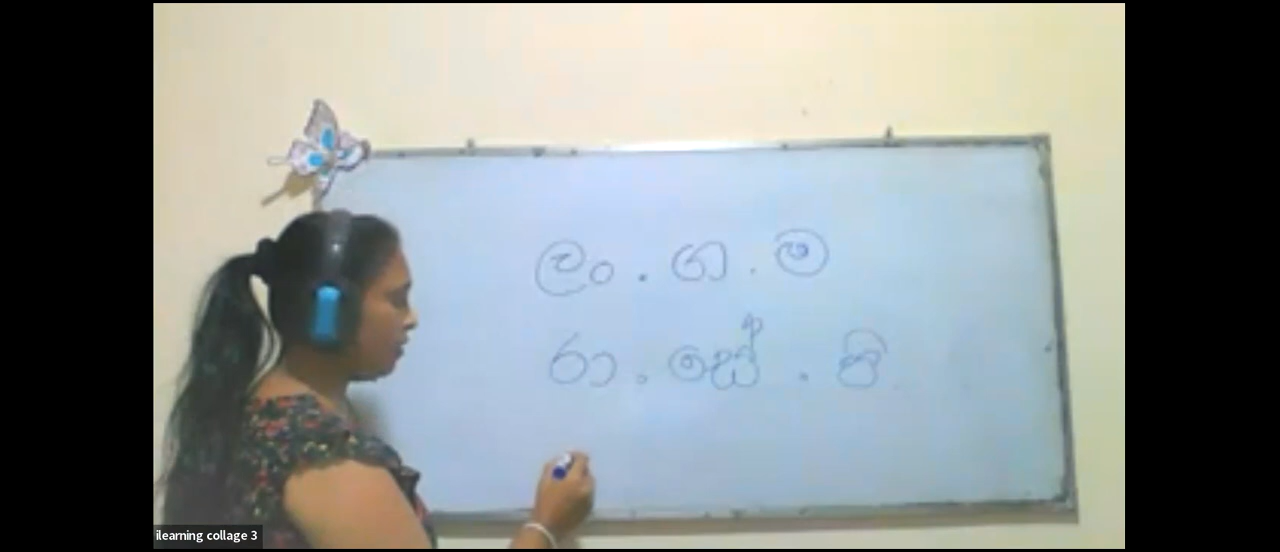 ලං . ග . ම
රා . සේ . පි
ilearning collage 3